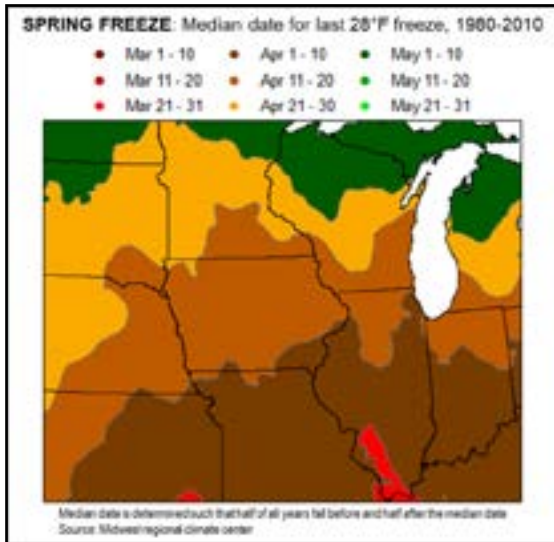 SPRING FREEZE: Median date for last 28°F freeze, 1980-2010
Mar 1 - 10 Apr 1 - 10 May 1 - 10
Mar 11 - 20 Apr 11 - 20 May 11 - 20
Mar 21 - 31 Apr 21 - 30 May 21 - 31
Median date is determined such that half of all years fall before and half after the median date
Source: Midwest regional climate center